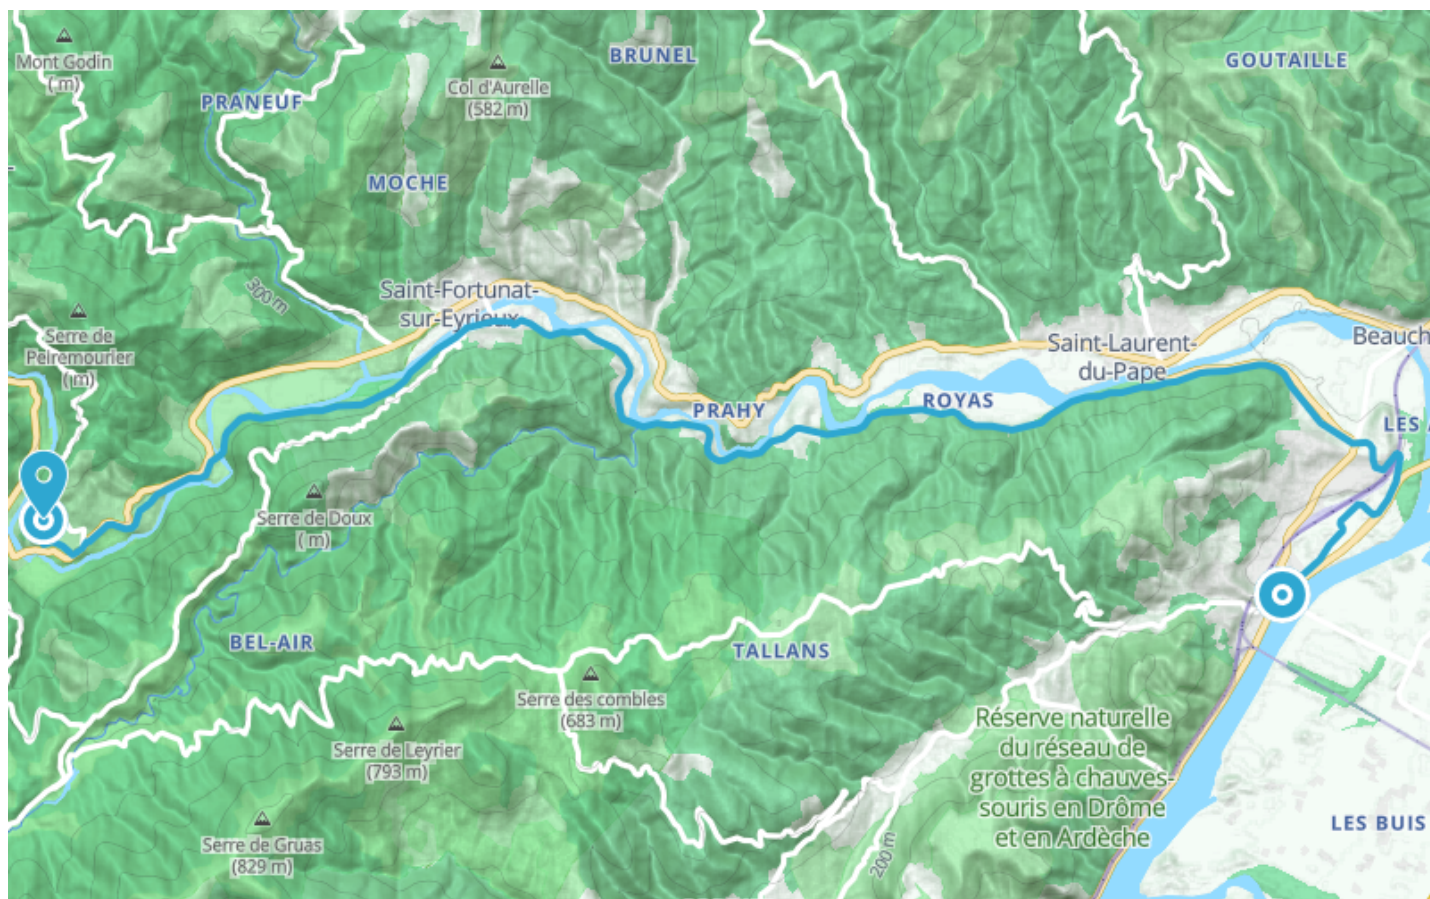 BRUNEL
GOUTAILLE
Mont Godin
( m)
Col d'Aurelle
(582 m)
PRANEUF
MOCHE
300 m
Saint-Fortunat-
sur-Eyrieux
Serre de
Peiremourier
( m)
Saint-Laurent-
du-Pape
Beauch
PRAHY
ROYAS
LES A
Serre de Doux
( m)
BEL-AIR
TALLANS
Serre des combles
(683 m)
Serre de Leyrier
(793 m)
Réserve naturelle
du réseau de
grottes à chauves-
souris en Drôme
et en Ardèche
Serre de Gruas
(829 m)
200 m
LES BUIS